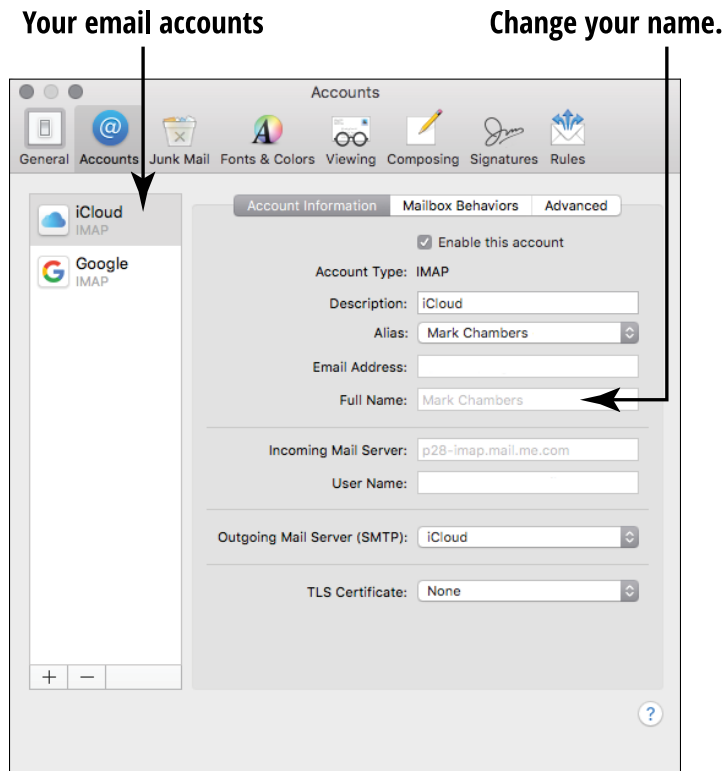 Your email accounts
Change your name.
Accounts
General Accounts Junk Mail Fonts & Colors Viewing Composing Signatures Rules
iCloud
IMAP
Google
IMAP
Account Information Mailbox Behaviors Advanced
Enable this account
Account Type: IMAP
Description: iCloud
Alias: Mark Chambers
Email Address:
Full Name: Mark Chambers
Incoming Mail Server: p28-imap.mail.me.com
User Name:
Outgoing Mail Server (SMTP): iCloud
TLS Certificate: None
+ −
?